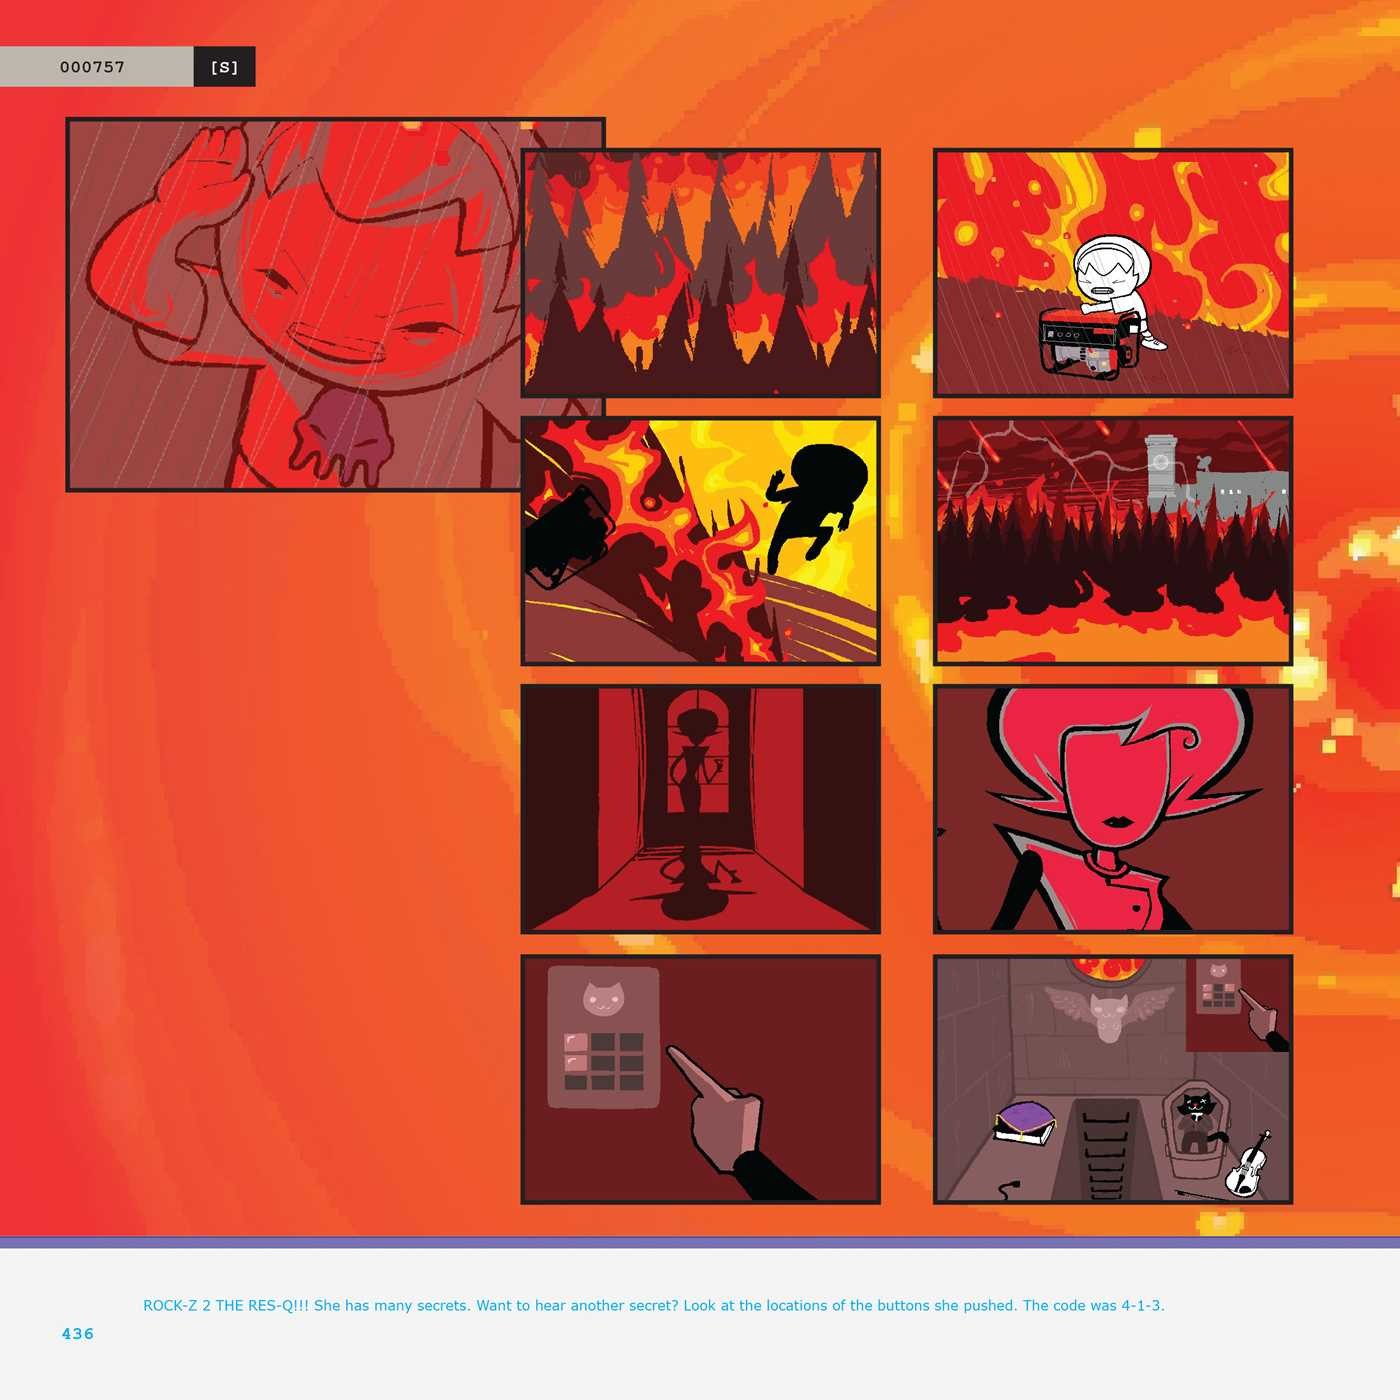 000757 [S]
ROCK-Z 2 THE RES-Q!!! She has many secrets. Want to hear another secret? Look at the locations of the buttons she pushed. The code was 4-1-3.
436